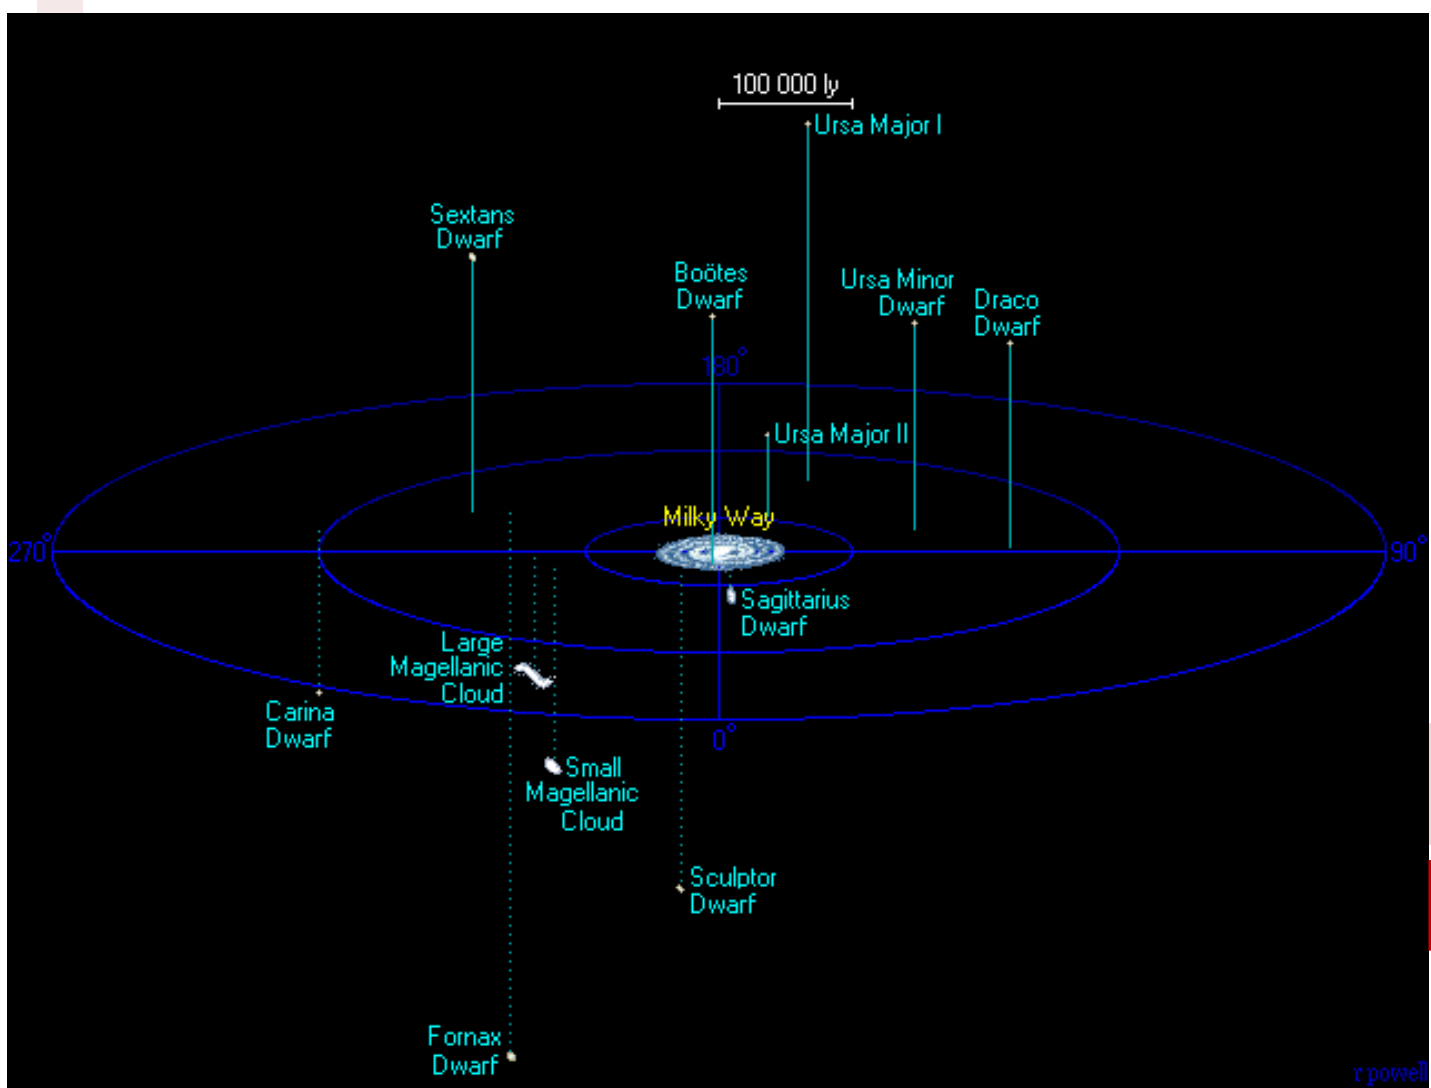 100 000 ly
Ursa Major I
Sextans
Dwarf
Boötes
Dwarf
Ursa Minor
Dwarf
Draco
Dwarf
180°
Ursa Major II
Milky Way
270°
90°
Sagittarius
Dwarf
Large
Magellanic
Cloud
Carina
Dwarf
0°
Small
Magellanic
Cloud
Sculptor
Dwarf
Fornax
Dwarf
r powell